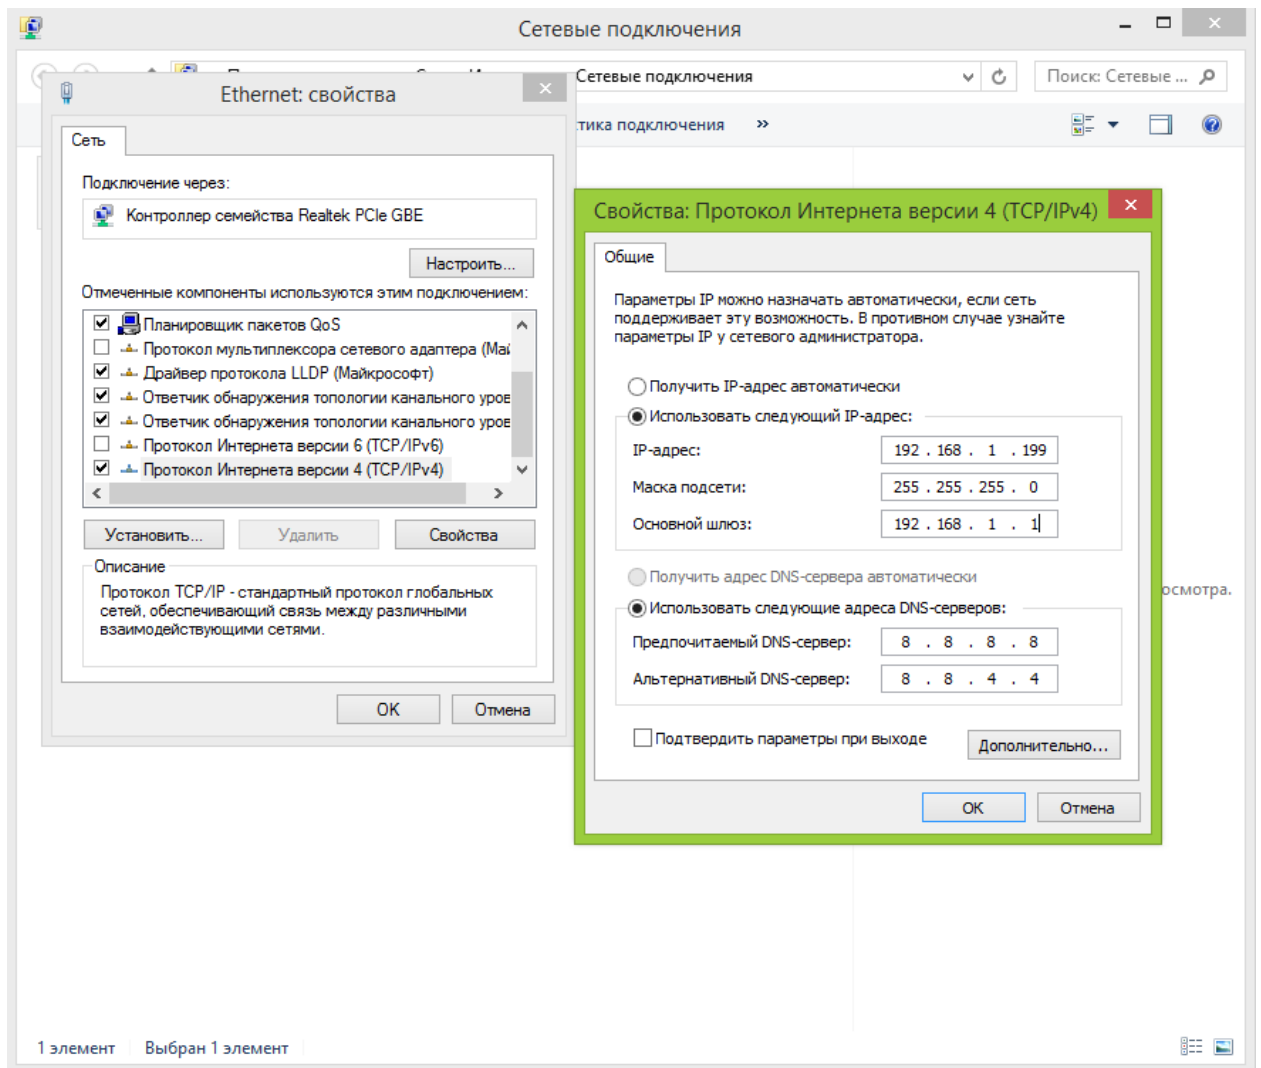 Сетевые подключения
Сетевые подключения
Поиск: Сетевые ...
тика подключения »
Ethernet: свойства
Сеть
Подключение через:
Контроллер семейства Realtek PCIe GBE
Настроить...
Отмеченные компоненты используются этим подключением:
Планировщик пакетов QoS
Протокол мультиплексора сетевого адаптера (Май
Драйвер протокола LLDP (Майкрософт)
Ответчик обнаружения топологии канального уров
Ответчик обнаружения топологии канального уров
Протокол Интернета версии 6 (TCP/IPv6)
Протокол Интернета версии 4 (TCP/IPv4)
Установить...
Удалить
Свойства
Описание
Протокол TCP/IP - стандартный протокол глобальных
сетей, обеспечивающий связь между различными
взаимодействующими сетями.
OK
Отмена
Свойства: Протокол Интернета версии 4 (TCP/IPv4)
Общие
Параметры IP можно назначать автоматически, если сеть
поддерживает эту возможность. В противном случае узнайте
параметры IP у сетевого администратора.
Получить IP-адрес автоматически
Использовать следующий IP-адрес:
IP-адрес: 192 . 168 . 1 . 199
Маска подсети: 255 . 255 . 255 . 0
Основной шлюз: 192 . 168 . 1 . 1
Получить адрес DNS-сервера автоматически
Использовать следующие адреса DNS-серверов:
Предпочитаемый DNS-сервер: 8 . 8 . 8 . 8
Альтернативный DNS-сервер: 8 . 8 . 4 . 4
Подтвердить параметры при выходе
Дополнительно...
OK
Отмена
осмотра.
1 элемент
Выбран 1 элемент